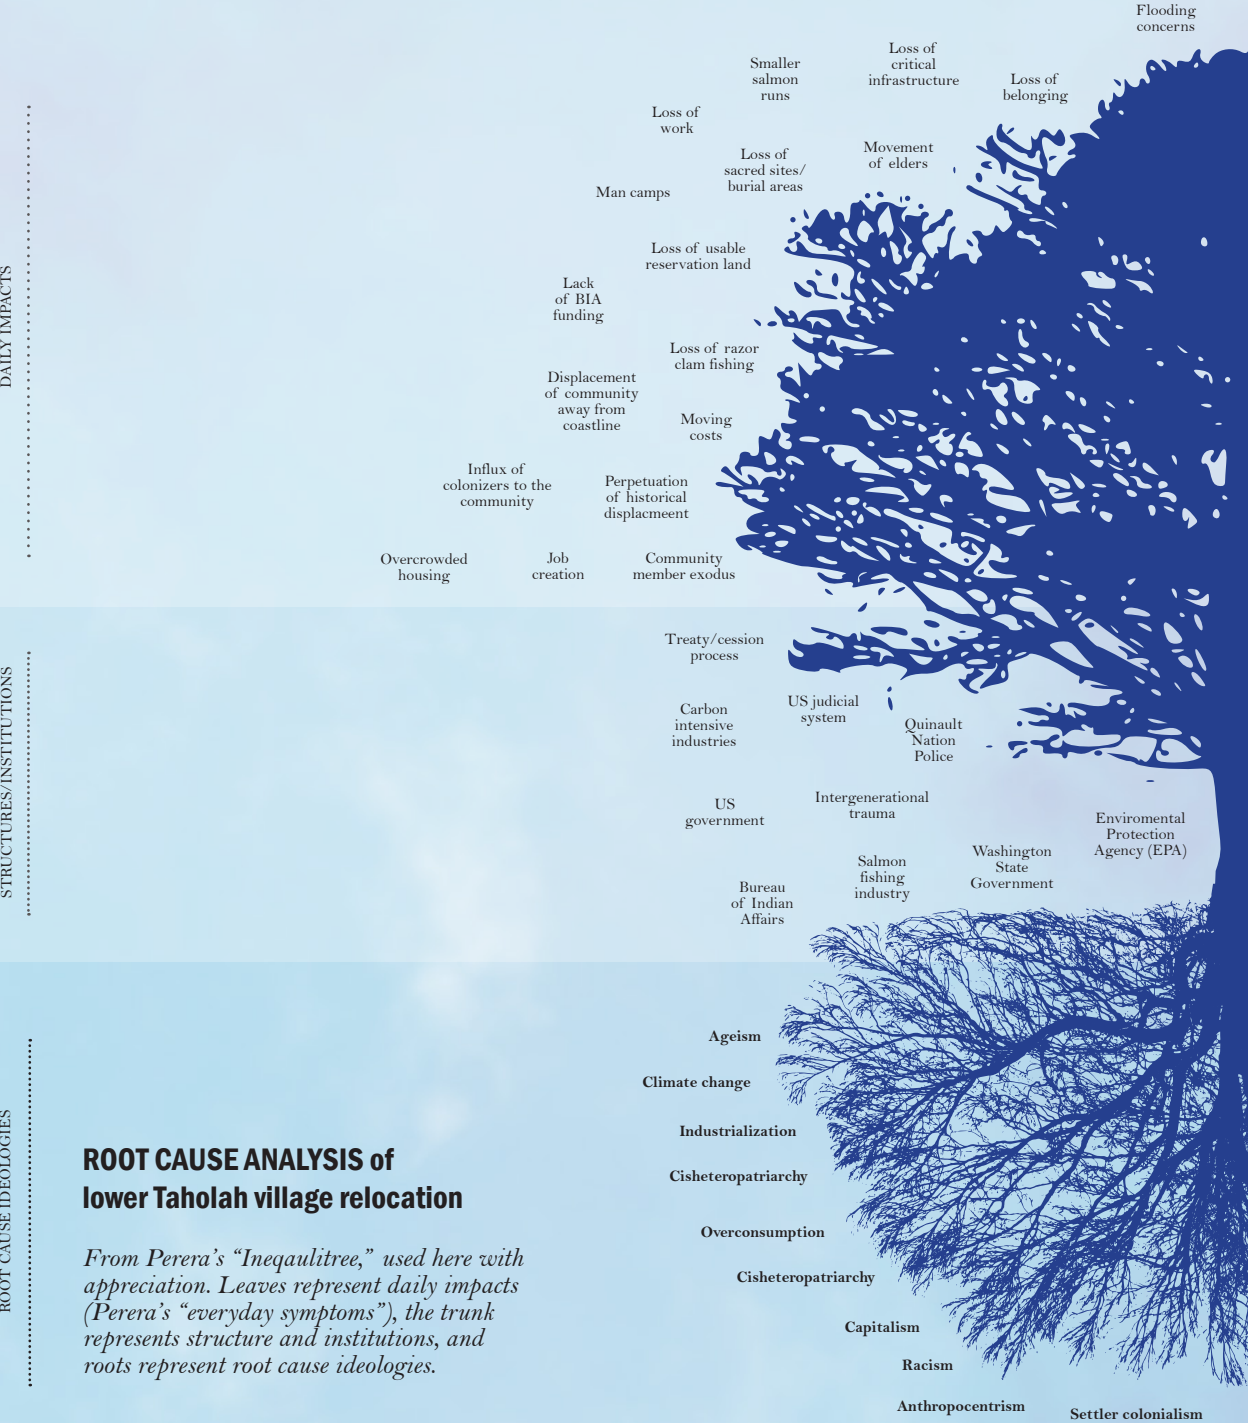 Flooding
concerns
Loss of
critical
infrastructure
Smaller
salmon
runs
Loss of
belonging
Loss of
work
Movement
of elders
Loss of
sacred sites/
burial areas
Man camps
Loss of usable
reservation land
Lack
of BIA
funding
Loss of razor
clam fishing
Displacement
of community
away from
coastline
Moving
costs
Influx of
colonizers to the
community
Perpetuation
of historical
displacmeent
Overcrowded
housing
Job
creation
Community
member exodus
DAILY IMPACTS
Treaty/cession
process
US judicial
system
Carbon
intensive
industries
Quinault
Nation
Police
US
government
Intergenerational
trauma
Enviromental
Protection
Agency (EPA)
Washington
State
Government
Salmon
fishing
industry
Bureau
of Indian
Affairs
STRUCTURES/INSTITUTIONS
Ageism
Climate change
Industrialization
Cisheteropatriarchy
Overconsumption
Cisheteropatriarchy
Capitalism
Racism
Anthropocentrism
Settler colonialism
ROOT CAUSE IDEOLOGIES
ROOT CAUSE ANALYSIS of
lower Taholah village relocation
From Perera’s “Ineqaulitree,” used here with
appreciation. Leaves represent daily impacts
(Perera’s “everyday symptoms”), the trunk
represents structure and institutions, and
roots represent root cause ideologies.